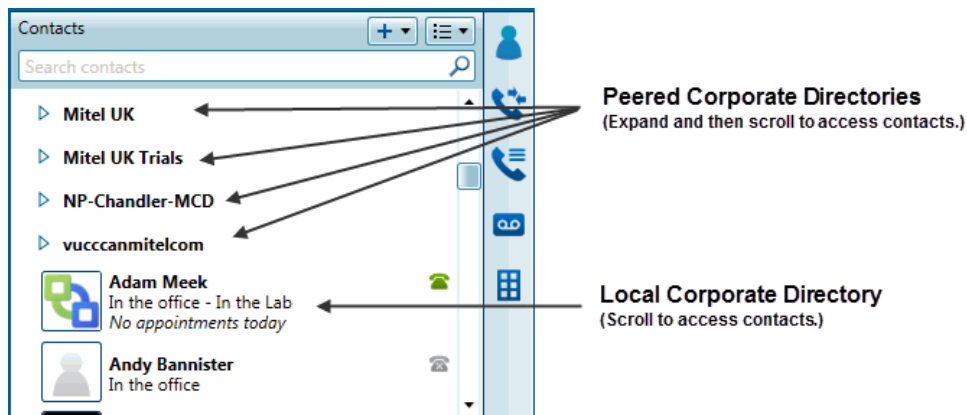 Contacts
Search contacts
Mitel UK
Mitel UK Trials
NP-Chandler-MCD
vucccanmitelcom
Adam Meek
In the office - In the Lab
No appointments today
Andy Bannister
In the office
Peered Corporate Directories
(Expand and then scroll to access contacts.)
Local Corporate Directory
(Scroll to access contacts.)